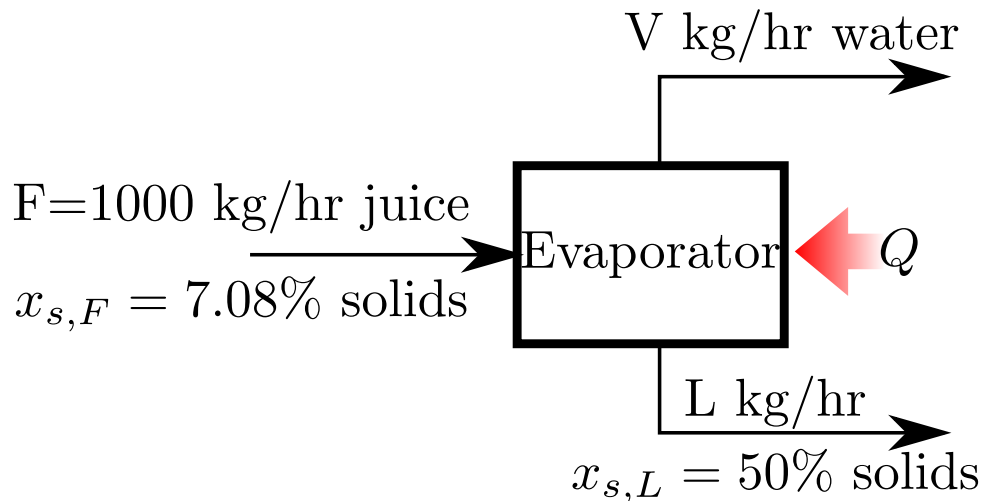 V kg/hr water
F=1000 kg/hr juice
Evaporator
Q
x_{s,F} = 7.08% solids
L kg/hr
x_{s,L} = 50% solids